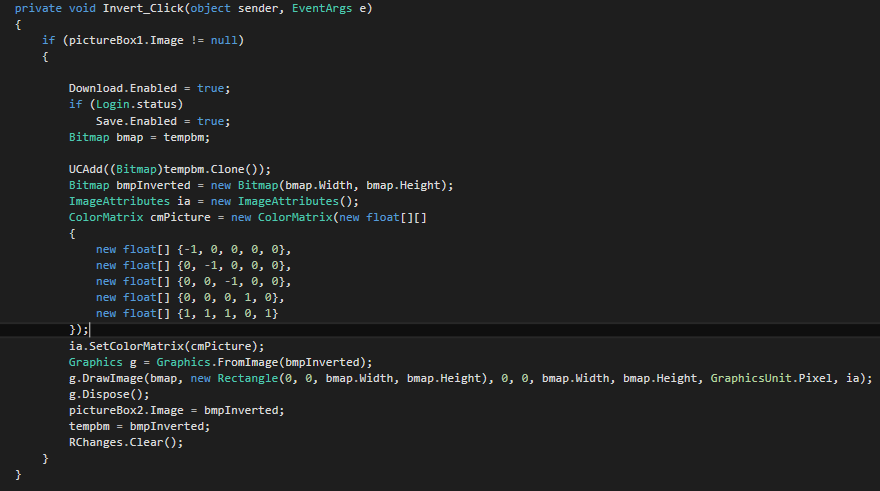 private void Invert_Click(object sender, EventArgs e)
{
if (pictureBox1.Image != null)
{
Download.Enabled = true;
if (Login.status)
Save.Enabled = true;
Bitmap bmap = tempbm;
UCAdd((Bitmap)tempbm.Clone());
Bitmap bmpInverted = new Bitmap(bmap.Width, bmap.Height);
ImageAttributes ia = new ImageAttributes();
ColorMatrix cmPicture = new ColorMatrix(new float[][]
{
new float[] {-1, 0, 0, 0, 0},
new float[] {0, -1, 0, 0, 0},
new float[] {0, 0, -1, 0, 0},
new float[] {0, 0, 0, 1, 0},
new float[] {1, 1, 1, 0, 1}
});
ia.SetColorMatrix(cmPicture);
Graphics g = Graphics.FromImage(bmpInverted);
g.DrawImage(bmap, new Rectangle(0, 0, bmap.Width, bmap.Height), 0, 0, bmap.Width, bmap.Height, GraphicsUnit.Pixel, ia);
g.Dispose();
pictureBox2.Image = bmpInverted;
tempbm = bmpInverted;
RChanges.Clear();
}
}